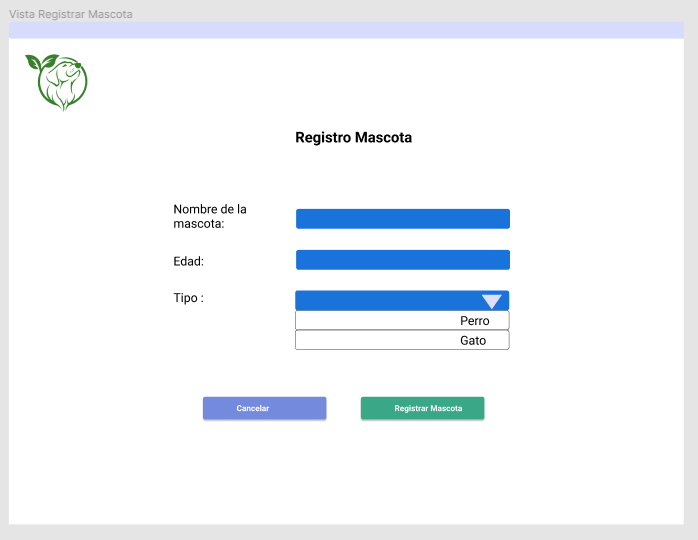 Vista Registrar Mascota
Registro Mascota
Nombre de la
mascota:
Edad:
Tipo :
Perro
Gato
Cancelar
Registrar Mascota